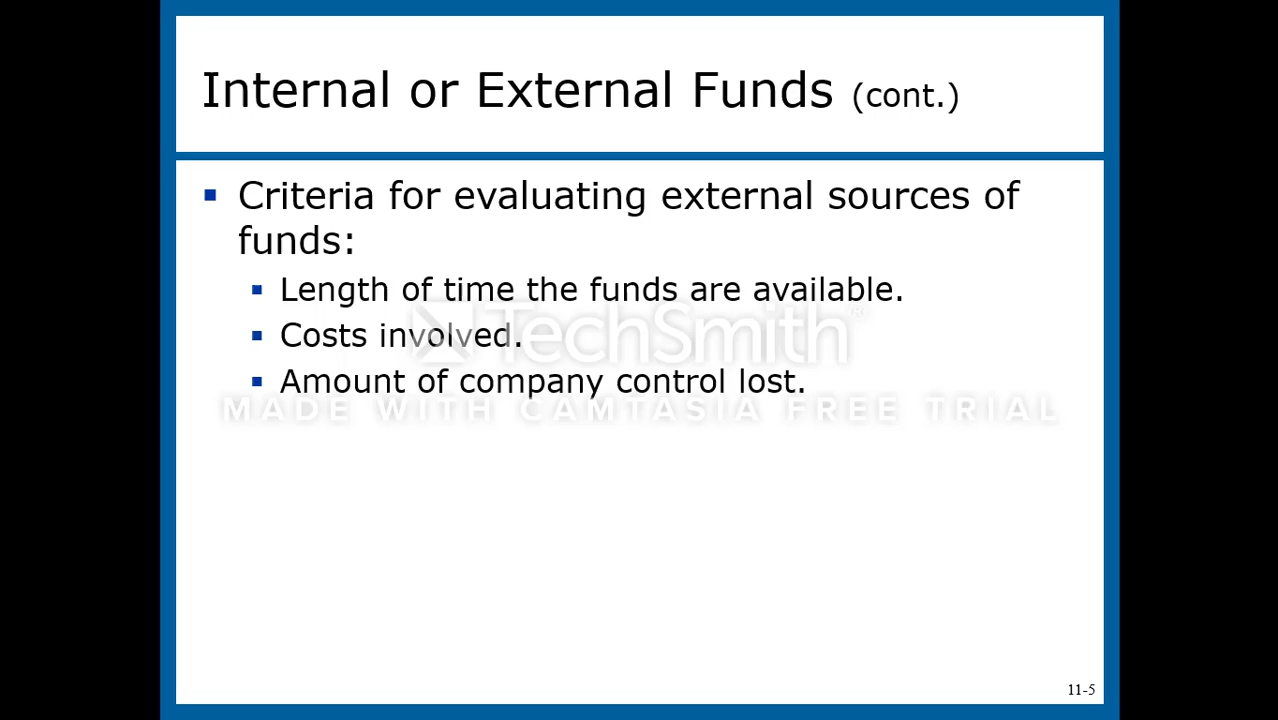 Internal or External Funds (cont.)
▪ Criteria for evaluating external sources of
funds:
▪ Length of time the funds are available.
▪ Costs involved.
▪ Amount of company control lost.
TechSmith®
MADE WITH CAMTASIA FREE TRIAL
11-5